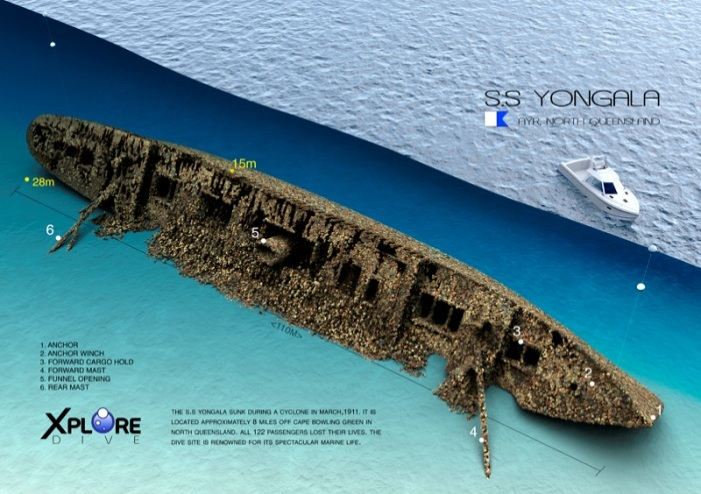 S.S YONGALA
AYR, NORTH QUEENSLAND
15m
28m
6
5
<110M>
3
2
1
4
1. ANCHOR
2. ANCHOR WINCH
3. FORWARD CARGO HOLD
4. FORWARD MAST
5. FUNNEL OPENING
6. REAR MAST
XPLORE
DIVE
THE S.S YONGALA SUNK DURING A CYCLONE IN MARCH,1911. IT IS
LOCATED APPROXIMATELY 8 MILES OFF CAPE BOWLING GREEN IN
NORTH QUEENSLAND. ALL 122 PASSENGERS LOST THEIR LIVES. THE
DIVE SITE IS RENOWNED FOR ITS SPECTACULAR MARINE LIFE.